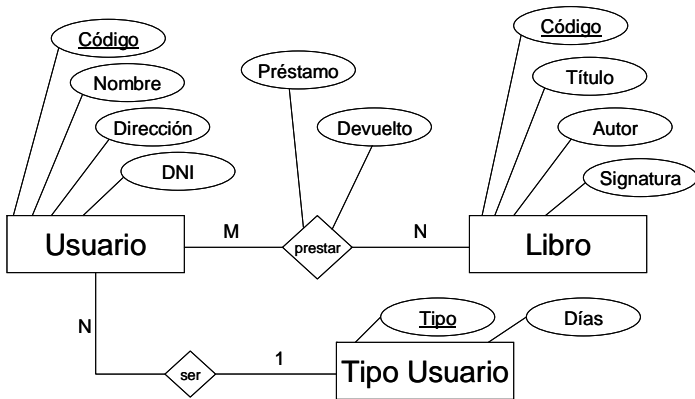 Código
Nombre
Dirección
DNI
Préstamo
Devuelto
Código
Título
Autor
Signatura
Usuario
M
prestar
N
Libro
N
ser
1
Tipo
Días
Tipo Usuario